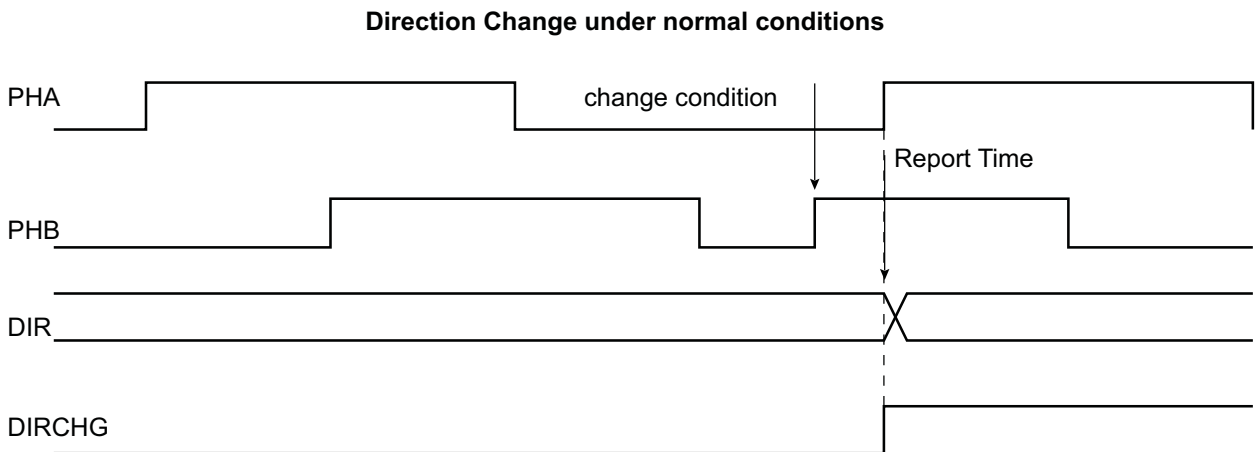 Direction Change under normal conditions
PHA
change condition
Report Time
PHB
DIR
DIRCHG